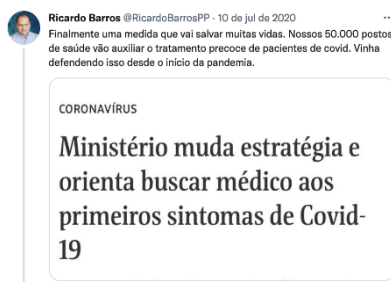 Ricardo Barros @RicardoBarrosPP · 10 de jul de 2020
Finalmente uma medida que vai salvar muitas vidas. Nossos 50.000 postos
de saúde vão auxiliar o tratamento precoce de pacientes de covid. Vinha
defendendo isso desde o início da pandemia.
CORONAVÍRUS
Ministério muda estratégia e
orienta buscar médico aos
primeiros sintomas de Covid-
19